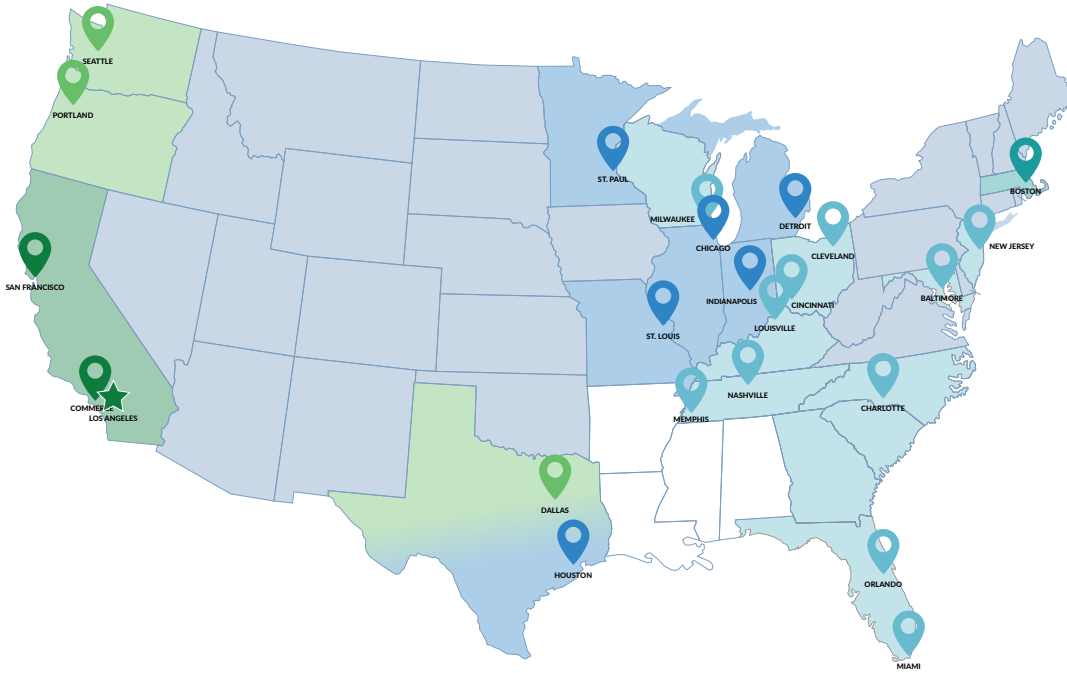 SEATTLE
PORTLAND
ST. PAUL
BOSTON
MILWAUKEE
DETROIT
NEW JERSEY
CHICAGO
CLEVELAND
SAN FRANCISCO
BALTIMORE
INDIANAPOLIS
CINCINNATI
LOUISVILLE
ST. LOUIS
NASHVILLE
COMMERCE
CHARLOTTE
LOS ANGELES
MEMPHIS
DALLAS
HOUSTON
ORLANDO
MIAMI